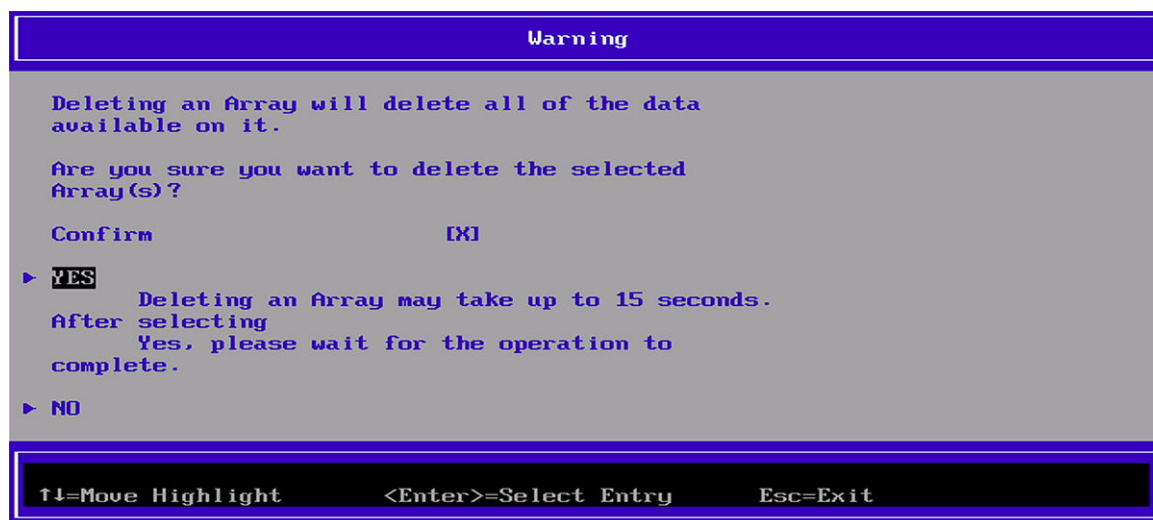 Warning
Deleting an Array will delete all of the data
available on it.
Are you sure you want to delete the selected
Array(s)?
Confirm [X]
► YES
Deleting an Array may take up to 15 seconds.
After selecting
Yes, please wait for the operation to
complete.
► NO
↑↓=Move Highlight <Enter>=Select Entry Esc=Exit